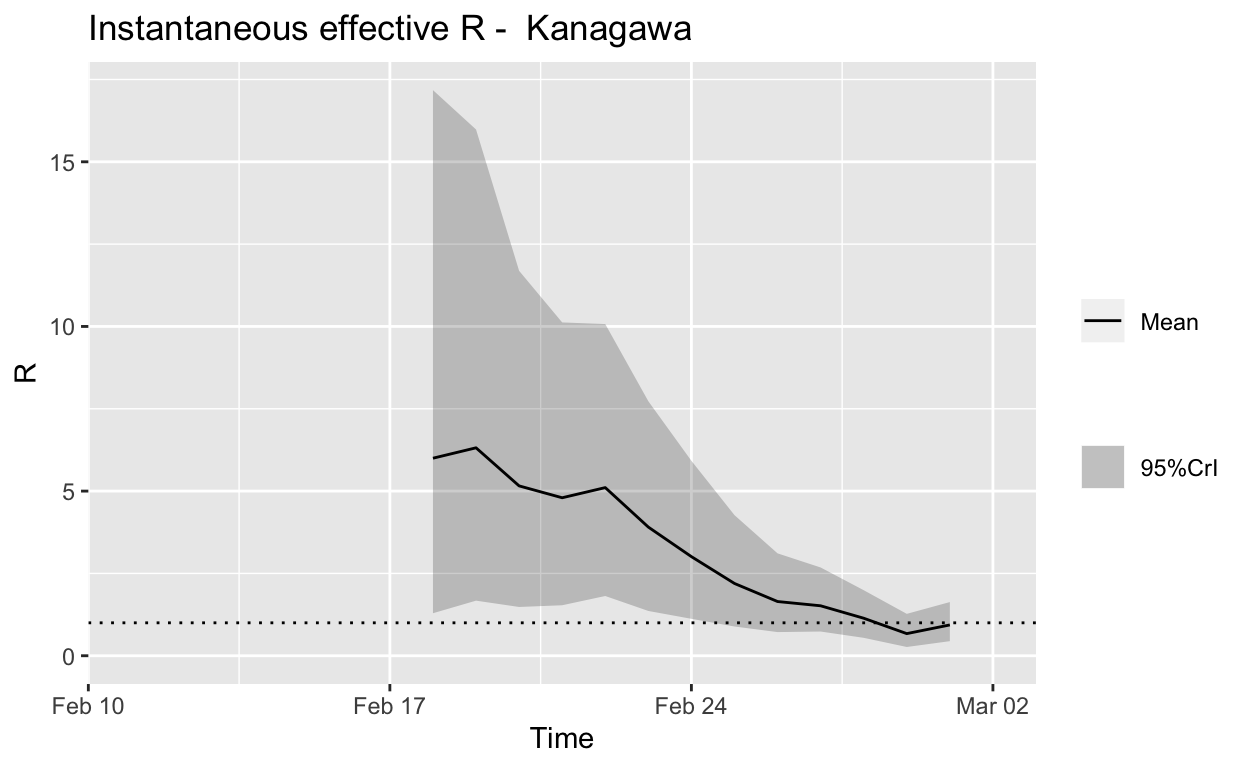 Instantaneous effective R -  Kanagawa
15
10
5
0
R
Feb 10
Feb 17
Feb 24
Mar 02
Time
Mean
95%CrI